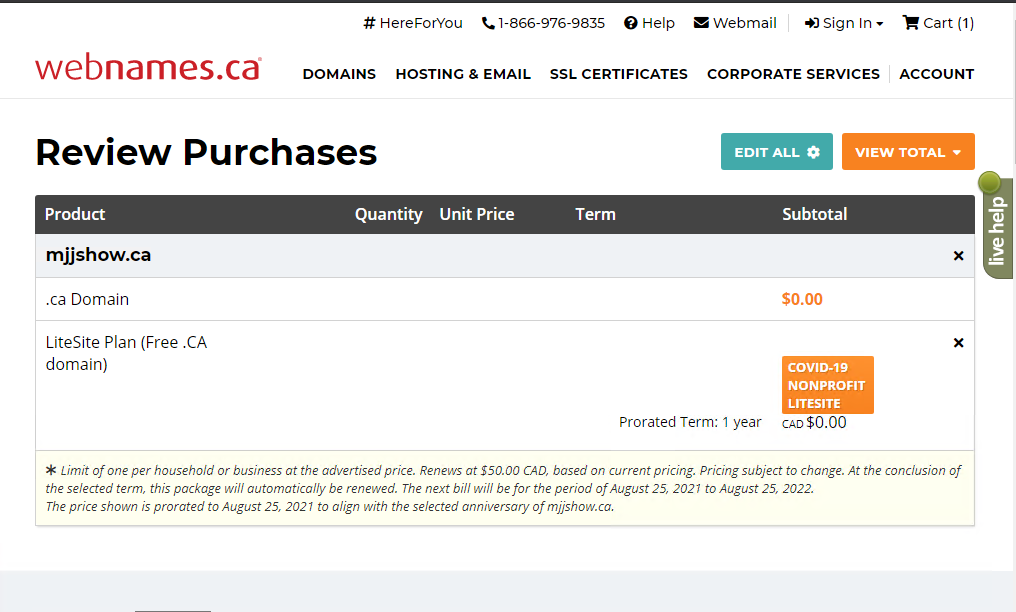 # HereForYou 1-866-976-9835 Help Webmail Sign In Cart (1)
webnames.ca
DOMAINS HOSTING & EMAIL SSL CERTIFICATES CORPORATE SERVICES ACCOUNT
Review Purchases
EDIT ALL VIEW TOTAL
live help
Product Quantity Unit Price Term Subtotal
mjjshow.ca
.ca Domain $0.00
LiteSite Plan (Free .CA
domain)
COVID-19
NONPROFIT
LITESITE
Prorated Term: 1 year CAD $0.00
* Limit of one per household or business at the advertised price. Renews at $50.00 CAD, based on current pricing. Pricing subject to change. At the conclusion of
the selected term, this package will automatically be renewed. The next bill will be for the period of August 25, 2021 to August 25, 2022.
The price shown is prorated to August 25, 2021 to align with the selected anniversary of mjjshow.ca.